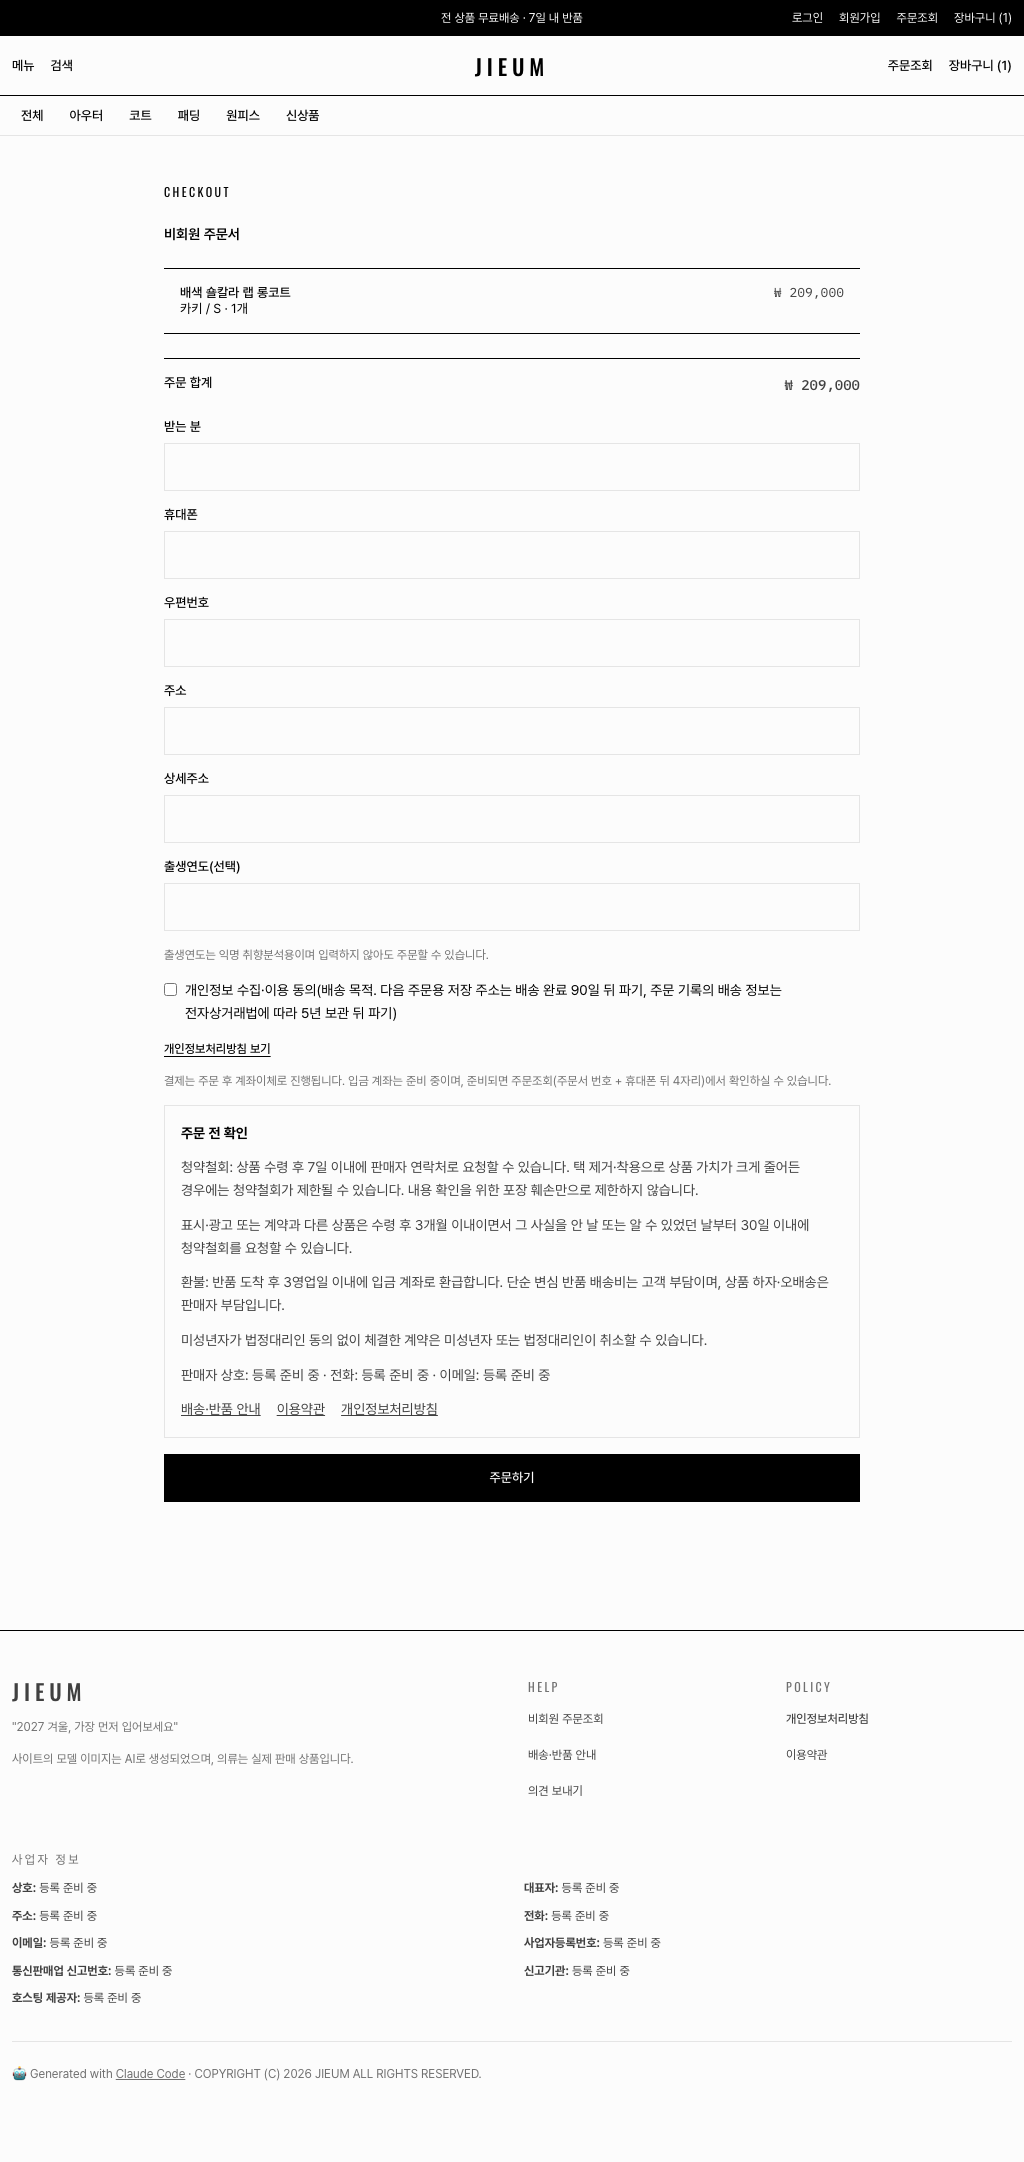 전 상품 무료배송 · 7일 내 반품
로그인 회원가입 주문조회 장바구니 (1)
메뉴 검색
JIEUM
주문조회 장바구니 (1)
전체 아우터 코트 패딩 원피스 신상품
CHECKOUT
비회원 주문서
배색 숄칼라 랩 롱코트
₩ 209,000
카키 / S · 1개
주문 합계
₩ 209,000
받는 분
휴대폰
우편번호
주소
상세주소
출생연도(선택)
출생연도는 익명 취향분석용이며 입력하지 않아도 주문할 수 있습니다.
개인정보 수집·이용 동의(배송 목적. 다음 주문용 저장 주소는 배송 완료 90일 뒤 파기, 주문 기록의 배송 정보는
전자상거래법에 따라 5년 보관 뒤 파기)
개인정보처리방침 보기
결제는 주문 후 계좌이체로 진행됩니다. 입금 계좌는 준비 중이며, 준비되면 주문조회(주문서 번호 + 휴대폰 뒤 4자리)에서 확인하실 수 있습니다.
주문 전 확인
청약철회: 상품 수령 후 7일 이내에 판매자 연락처로 요청할 수 있습니다. 택 제거·착용으로 상품 가치가 크게 줄어든
경우에는 청약철회가 제한될 수 있습니다. 내용 확인을 위한 포장 훼손만으로 제한하지 않습니다.
표시·광고 또는 계약과 다른 상품은 수령 후 3개월 이내이면서 그 사실을 안 날 또는 알 수 있었던 날부터 30일 이내에
청약철회를 요청할 수 있습니다.
환불: 반품 도착 후 3영업일 이내에 입금 계좌로 환급합니다. 단순 변심 반품 배송비는 고객 부담이며, 상품 하자·오배송은
판매자 부담입니다.
미성년자가 법정대리인 동의 없이 체결한 계약은 미성년자 또는 법정대리인이 취소할 수 있습니다.
판매자 상호: 등록 준비 중 · 전화: 등록 준비 중 · 이메일: 등록 준비 중
배송·반품 안내 이용약관 개인정보처리방침
주문하기
JIEUM
"2027 겨울, 가장 먼저 입어보세요"
사이트의 모델 이미지는 AI로 생성되었으며, 의류는 실제 판매 상품입니다.
HELP
비회원 주문조회
배송·반품 안내
의견 보내기
POLICY
개인정보처리방침
이용약관
사업자 정보
상호: 등록 준비 중
대표자: 등록 준비 중
주소: 등록 준비 중
전화: 등록 준비 중
이메일: 등록 준비 중
사업자등록번호: 등록 준비 중
통신판매업 신고번호: 등록 준비 중
신고기관: 등록 준비 중
호스팅 제공자: 등록 준비 중
🤖 Generated with Claude Code · COPYRIGHT (C) 2026 JIEUM ALL RIGHTS RESERVED.